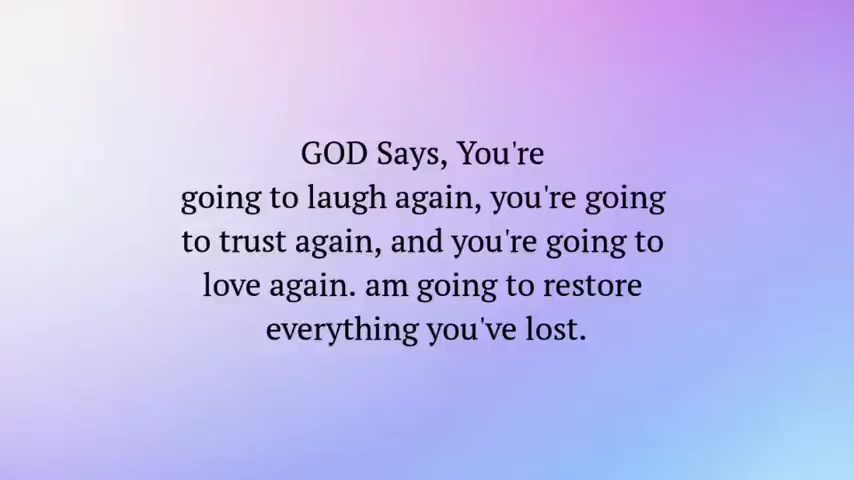 GOD Says, You're
going to laugh again, you're going
to trust again, and you're going to
love again. am going to restore
everything you've lost.